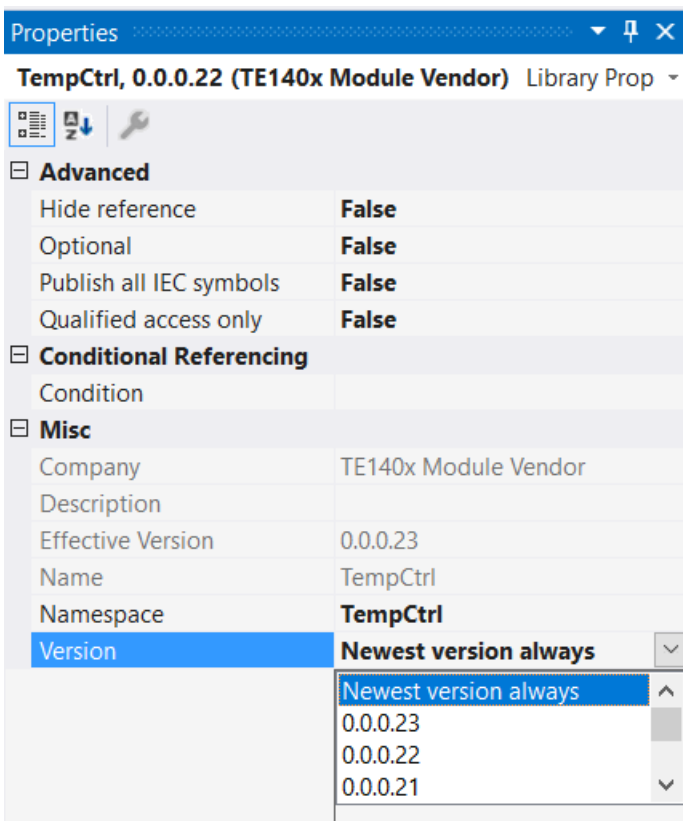 Properties
TempCtrl, 0.0.0.22 (TE140x Module Vendor) Library Prop
Advanced
Hide reference False
Optional False
Publish all IEC symbols False
Qualified access only False
Conditional Referencing
Condition
Misc
Company TE140x Module Vendor
Description
Effective Version 0.0.0.23
Name TempCtrl
Namespace TempCtrl
Version Newest version always
Newest version always
0.0.0.23
0.0.0.22
0.0.0.21